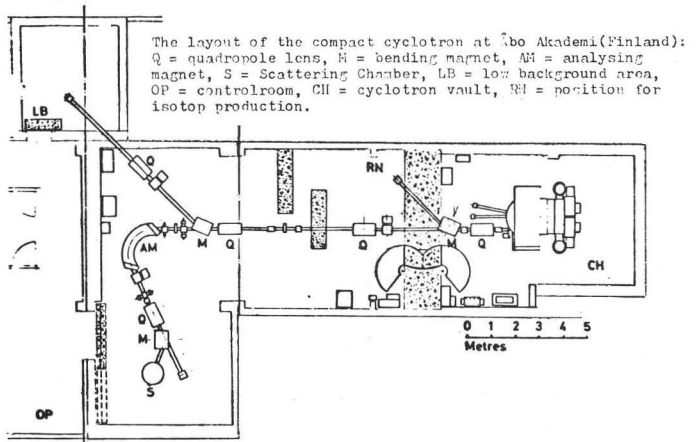 The layout of the compact cyclotron at Åbo Akademi(Finland):
Q = quadropole lens, M = bending magnet, AM = analysing
magnet, S = Scattering Chamber, LB = low background area,
OP = controlroom, CH = cyclotron vault, RN = position for
isotop production.
LB
Q
RN
M
Q
Q
M
Q
AM
CH
Q
M
0 1 2 3 4 5
Metres
S
OP